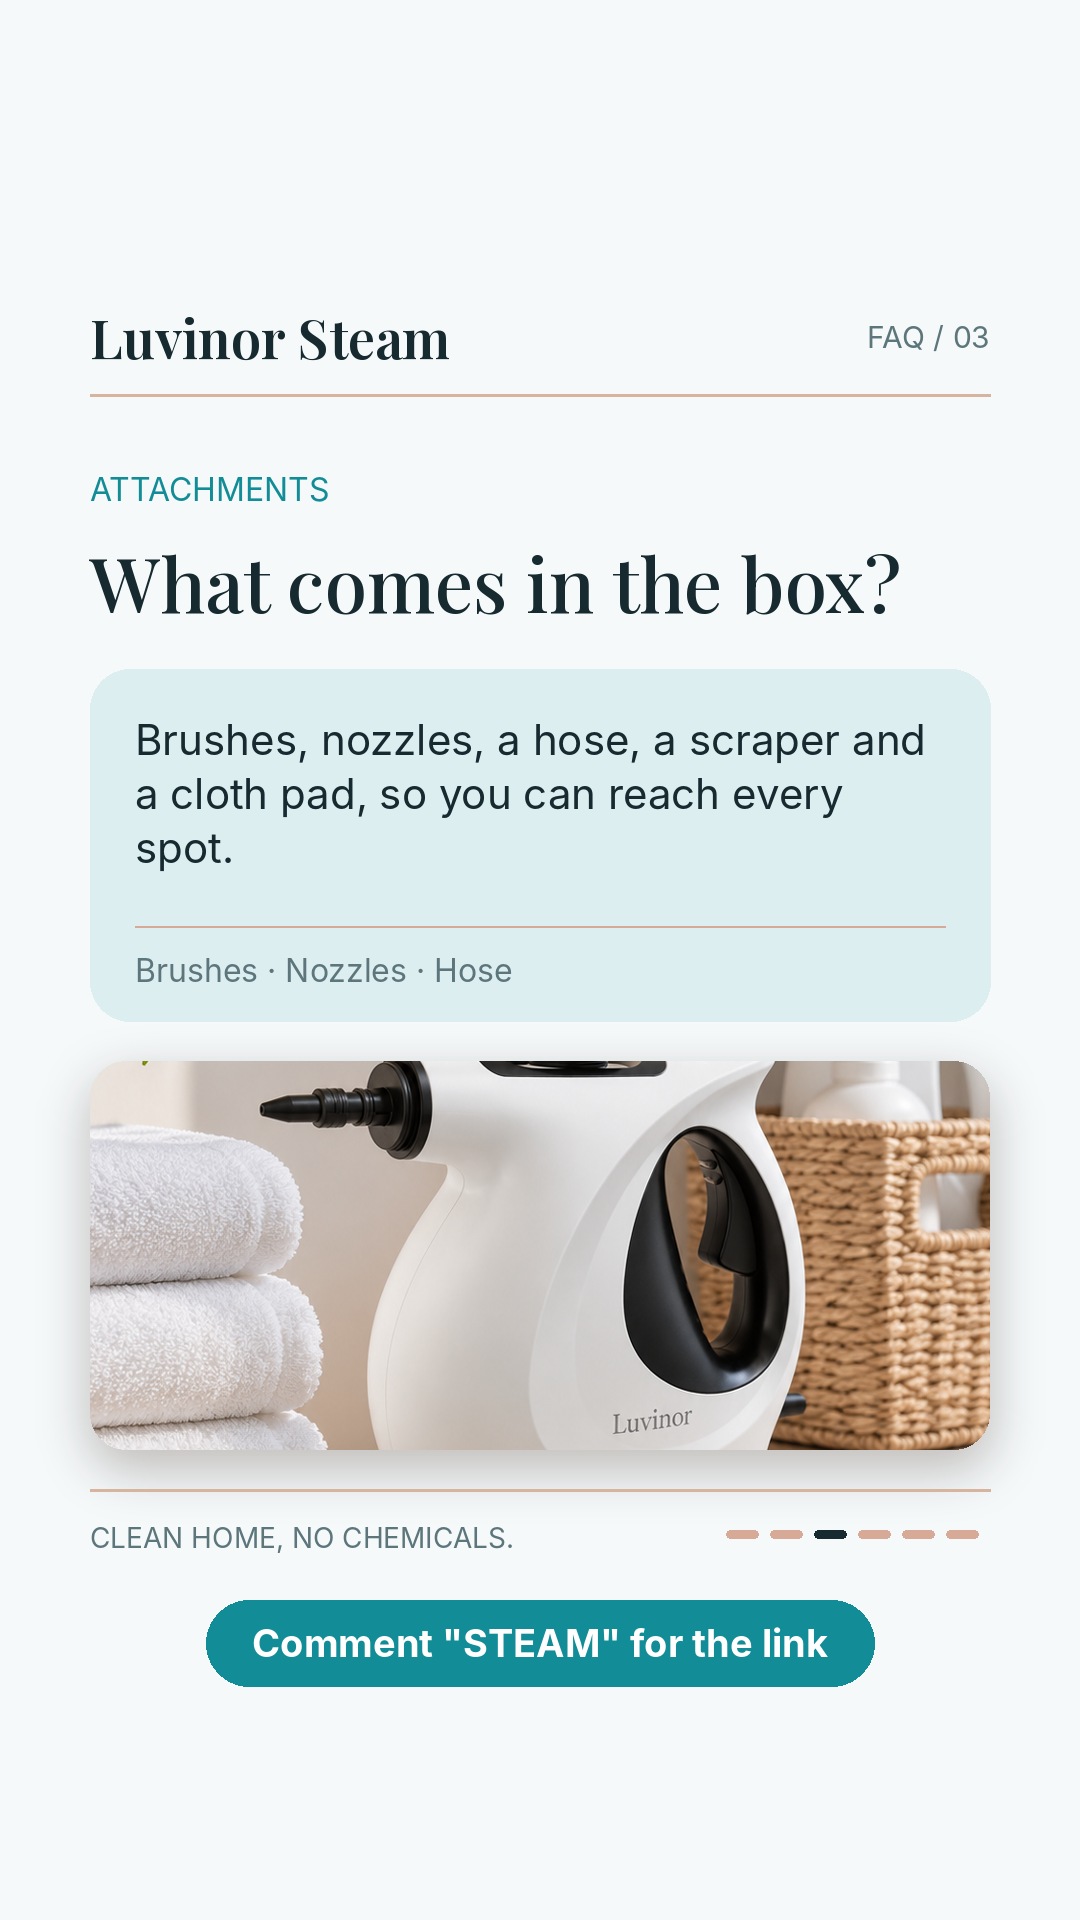 Luvinor Steam
FAQ / 03
ATTACHMENTS
What comes in the box?
Brushes, nozzles, a hose, a scraper and
a cloth pad, so you can reach every
spot.
Brushes · Nozzles · Hose
Luvinor
CLEAN HOME, NO CHEMICALS.
Comment "STEAM" for the link